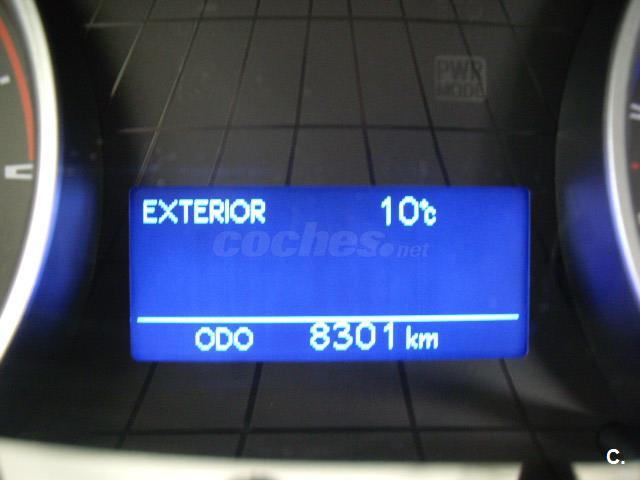 PWR
MODE
EXTERIOR 10°C
coches.net
ODO 8301 km
C.